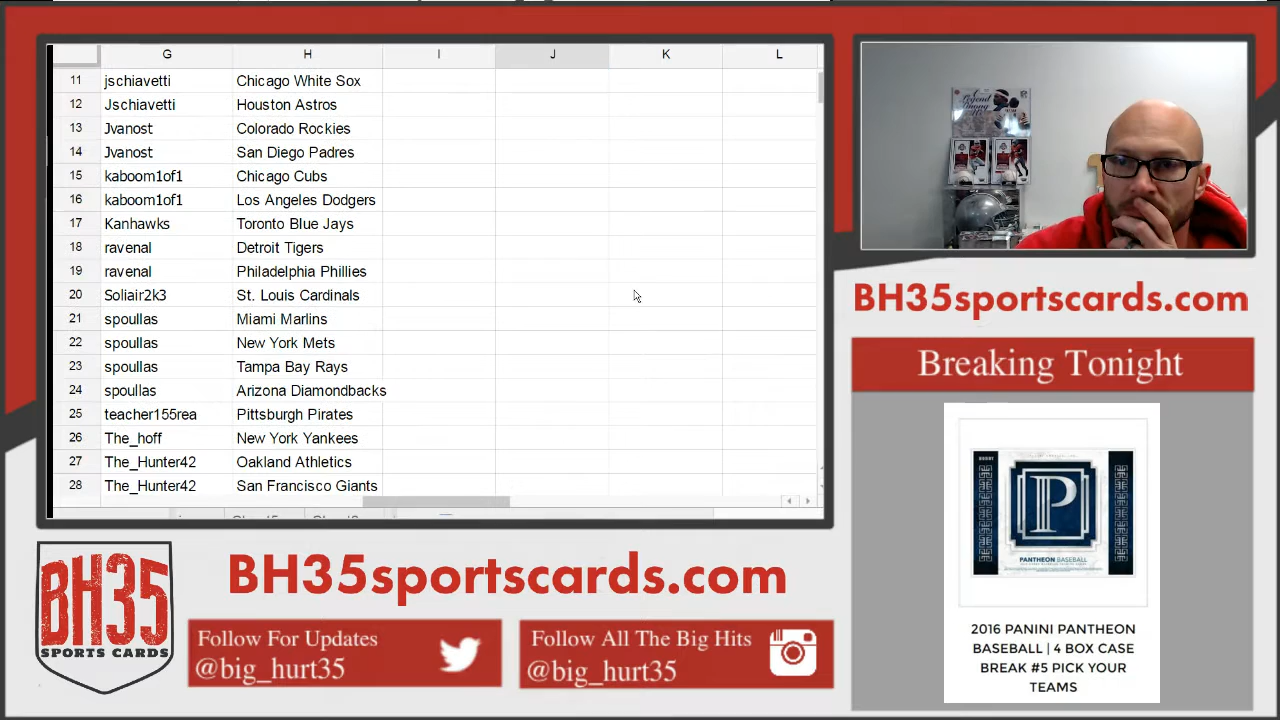 G H I J K L
11 jschiavetti Chicago White Sox
12 Jschiavetti Houston Astros
13 Jvanost Colorado Rockies
14 Jvanost San Diego Padres
15 kaboom1of1 Chicago Cubs
16 kaboom1of1 Los Angeles Dodgers
17 Kanhawks Toronto Blue Jays
18 ravenal Detroit Tigers
19 ravenal Philadelphia Phillies
20 Soliair2k3 St. Louis Cardinals
21 spoullas Miami Marlins
22 spoullas New York Mets
23 spoullas Tampa Bay Rays
24 spoullas Arizona Diamondbacks
25 teacher155rea Pittsburgh Pirates
26 The_hoff New York Yankees
27 The_Hunter42 Oakland Athletics
28 The_Hunter42 San Francisco Giants
BH35sportscards.com
Breaking Tonight
P
PANTHEON BASEBALL
2016 PANINI PANTHEON
BASEBALL | 4 BOX CASE
BREAK #5 PICK YOUR
TEAMS
BH35
SPORTS CARDS
BH35sportscards.com
Follow For Updates
@big_hurt35
Follow All The Big Hits
@big_hurt35